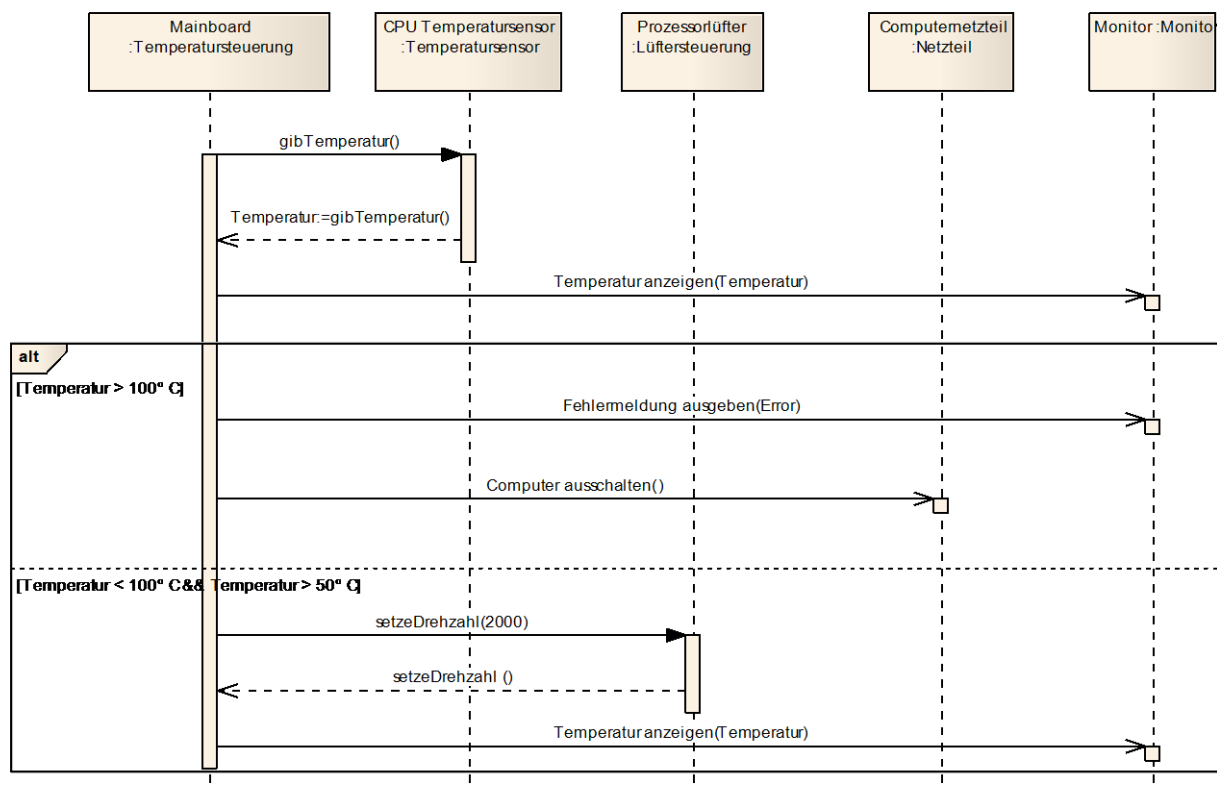 Mainboard
:Temperatursteuerung
CPU Temperatursensor
:Temperatursensor
Prozessorlüfter
:Lüftersteuerung
Computernetzteil
:Netzteil
Monitor :Monitor
gibTemperatur()
Temperatur:=gibTemperatur()
Temperatur anzeigen(Temperatur)
alt
[Temperatur > 100° C]
Fehlermeldung ausgeben(Error)
Computer ausschalten()
[Temperatur < 100° C && Temperatur > 50° C]
setzeDrehzahl(2000)
setzeDrehzahl ()
Temperatur anzeigen(Temperatur)